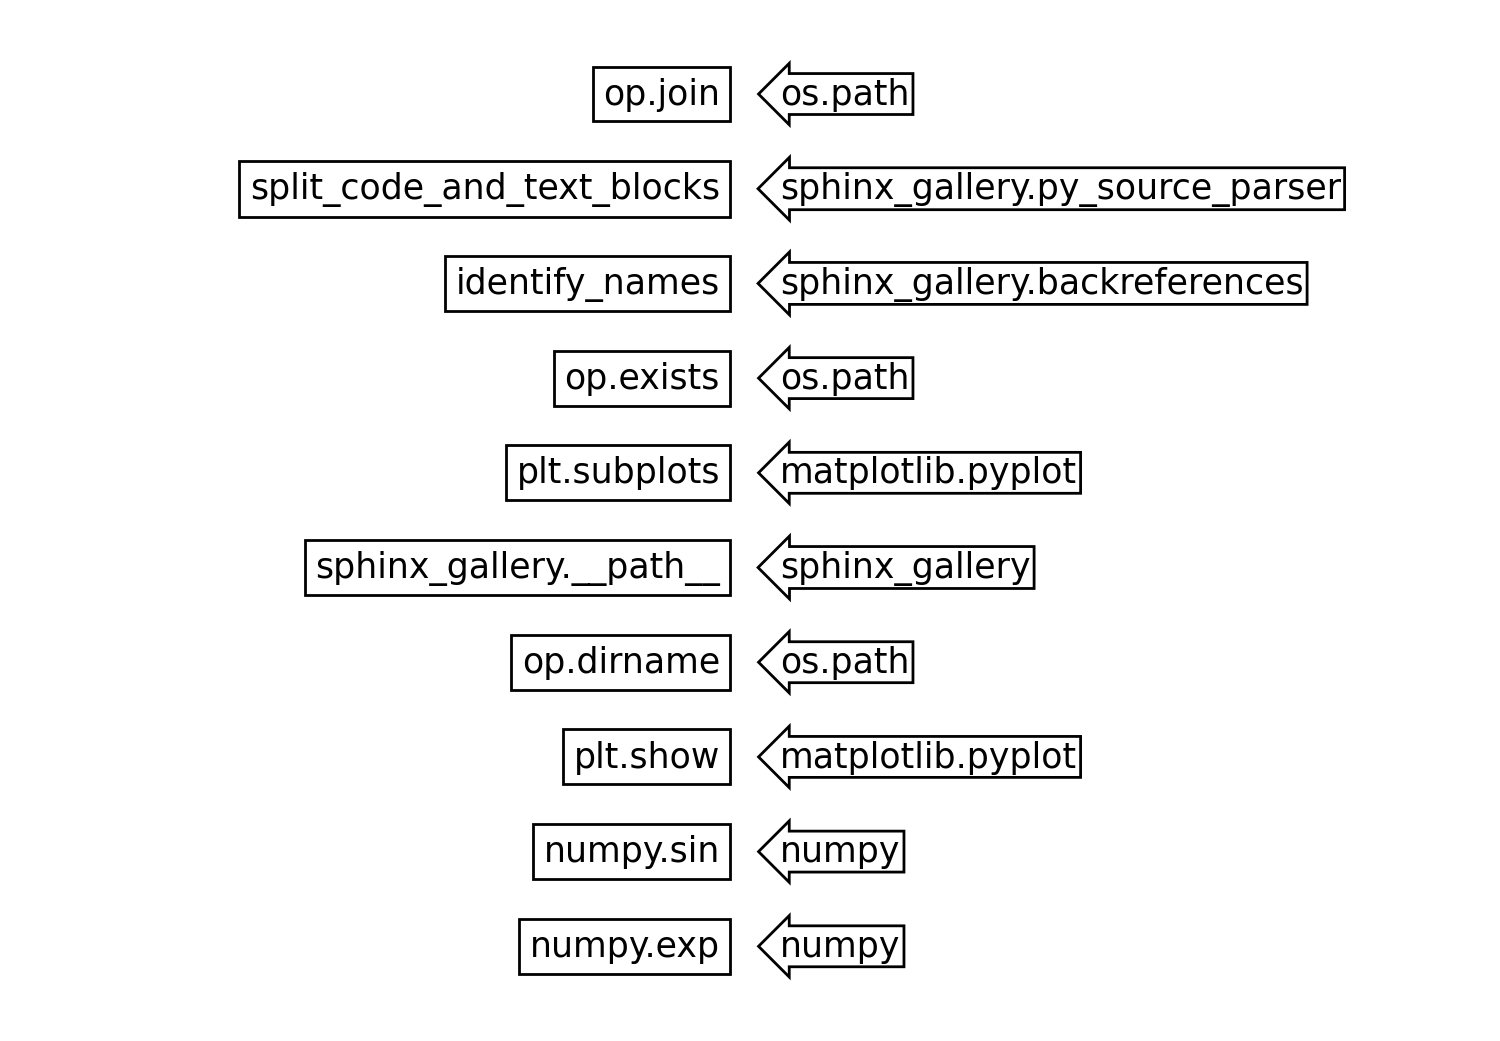 op.join os.path
split_code_and_text_blocks sphinx_gallery.py_source_parser
identify_names sphinx_gallery.backreferences
op.exists os.path
plt.subplots matplotlib.pyplot
sphinx_gallery.__path__ sphinx_gallery
op.dirname os.path
plt.show matplotlib.pyplot
numpy.sin numpy
numpy.exp numpy